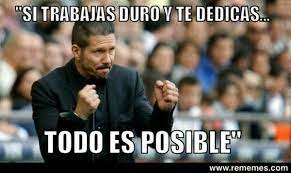 "SI TRABAJAS DURO Y TE DEDICAS...
TODO ES POSIBLE"
www.rememes.com